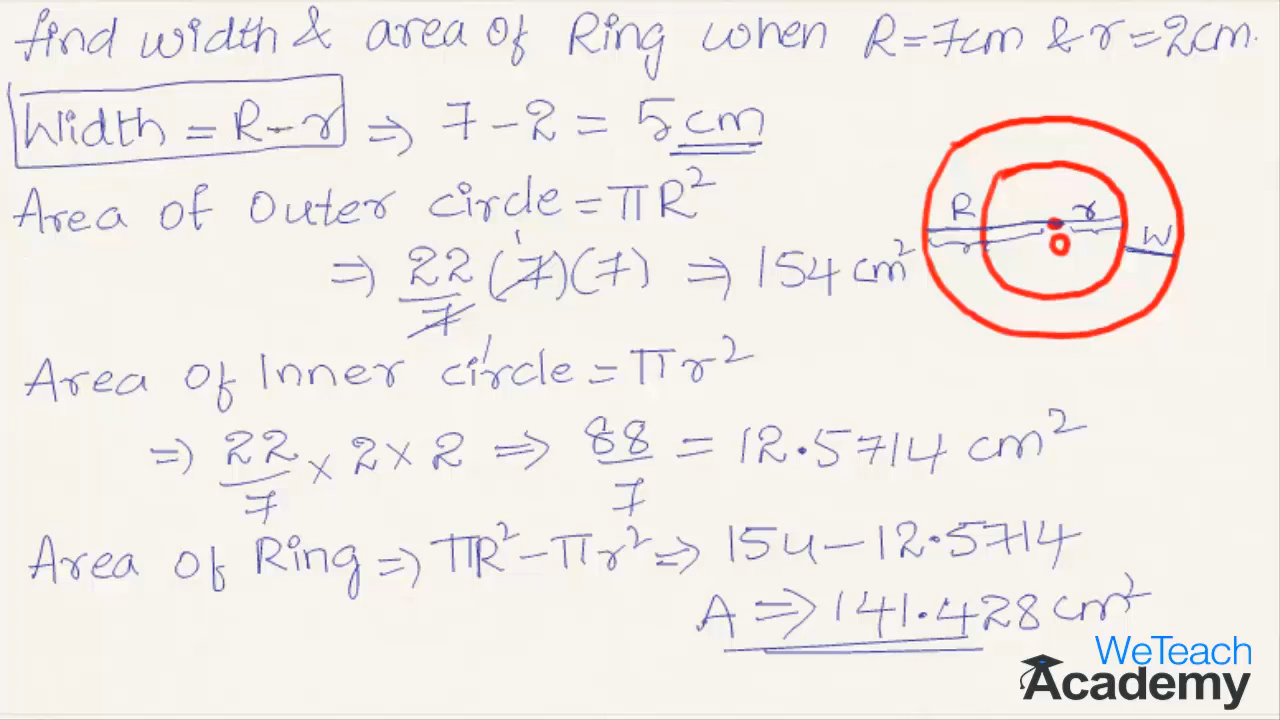 find width & area of Ring when R=7cm & r=2cm.
Width = R-r ⇒ 7-2 = 5cm
Area of Outer circle = πR²
⇒ 22/7 (7)(7) ⇒ 154 cm²
1
1
Area of Inner circle = πr²
⇒ 22/7 × 2 × 2 ⇒ 88/7 = 12.5714 cm²
Area of Ring ⇒ πR² - πr² ⇒ 154 - 12.5714
A ⇒ 141.428 cm²
R
r
r
W
O
WeTeach
Academy